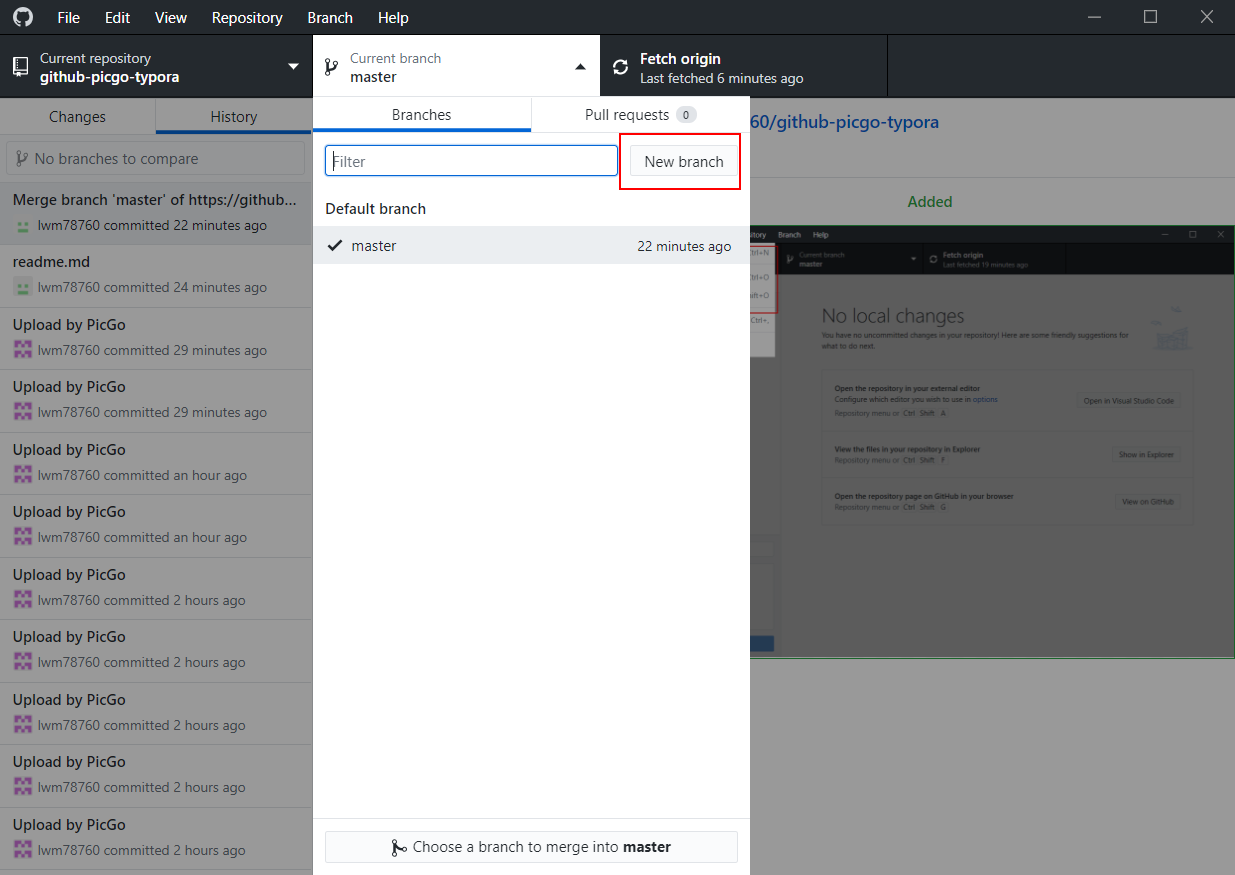 File Edit View Repository Branch Help
Current repository
github-picgo-typora
Current branch
master
Fetch origin
Last fetched 6 minutes ago
Changes History
No branches to compare
Merge branch 'master' of https://github...
lwm78760 committed 22 minutes ago
readme.md
lwm78760 committed 24 minutes ago
Upload by PicGo
lwm78760 committed 29 minutes ago
Upload by PicGo
lwm78760 committed 29 minutes ago
Upload by PicGo
lwm78760 committed an hour ago
Upload by PicGo
lwm78760 committed an hour ago
Upload by PicGo
lwm78760 committed 2 hours ago
Upload by PicGo
lwm78760 committed 2 hours ago
Upload by PicGo
lwm78760 committed 2 hours ago
Upload by PicGo
lwm78760 committed 2 hours ago
Upload by PicGo
lwm78760 committed 2 hours ago
Branches Pull requests 0
Filter New branch
Default branch
master 22 minutes ago
Choose a branch to merge into master
60/github-picgo-typora
Added
itory Branch Help
Ctrl+N
Current branch
master
Fetch origin
Last fetched 19 minutes ago
trl+O
ift+O
Ctrl+,
No local changes
You have no uncommitted changes in your repository! Here are some friendly suggestions for
what to do next.
Open the repository in your external editor
Configure which editor you wish to use in options
Repository menu or Ctrl Shift A
Open in Visual Studio Code
View the files in your repository in Explorer
Repository menu or Ctrl Shift F
Show in Explorer
Open the repository page on GitHub in your browser
Repository menu or Ctrl Shift G
View on GitHub